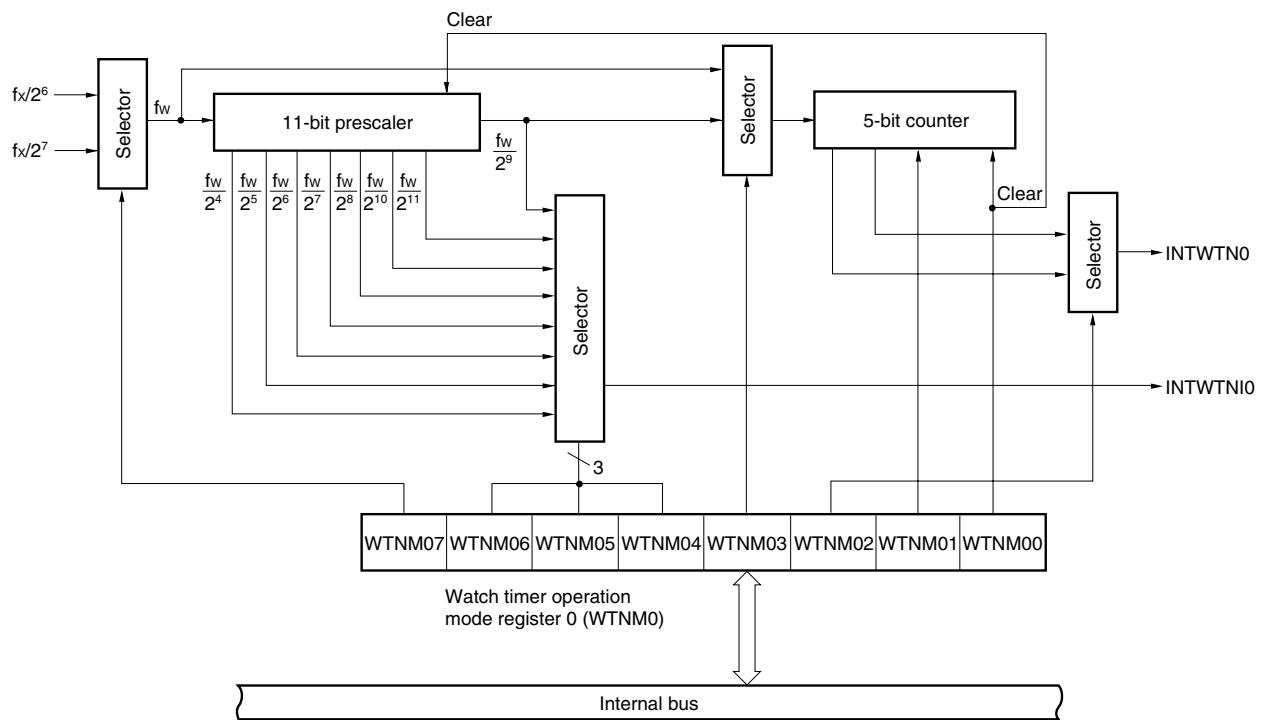 Clear
Selector
fX/2⁶
fX/2⁷
fW
11-bit prescaler
fW/2⁹
Selector
5-bit counter
fW/2⁴
fW/2⁵
fW/2⁶
fW/2⁷
fW/2⁸
fW/2¹⁰
fW/2¹¹
Selector
Clear
Selector
INTWTN0
INTWTNI0
3
WTNM07 WTNM06 WTNM05 WTNM04 WTNM03 WTNM02 WTNM01 WTNM00
Watch timer operation
mode register 0 (WTNM0)
Internal bus